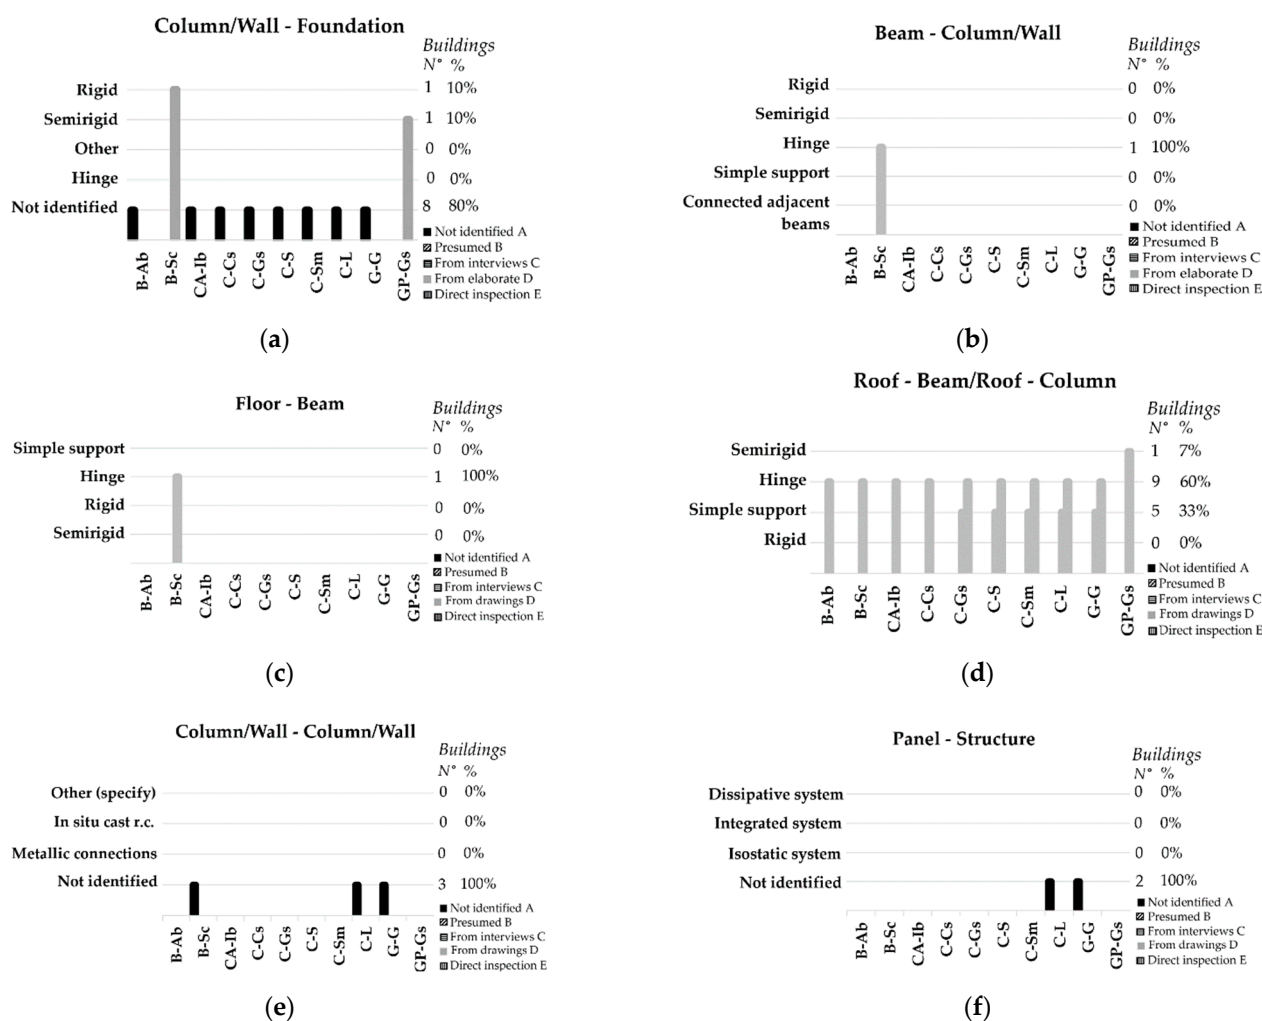 Column/Wall - Foundation
Buildings
N° %
Rigid 1 10%
Semirigid 1 10%
Other 0 0%
Hinge 0 0%
Not identified 8 80%
Not identified A
Presumed B
From interviews C
From elaborate D
Direct inspection E
B-Ab B-Sc CA-Ib C-Cs C-Gs C-S C-Sm C-L G-G GP-Gs
(a)
Beam - Column/Wall
Buildings
N° %
Rigid 0 0%
Semirigid 0 0%
Hinge 1 100%
Simple support 0 0%
Connected adjacent 0 0%
beams
Not identified A
Presumed B
From interviews C
From elaborate D
Direct inspection E
B-Ab B-Sc CA-Ib C-Cs C-Gs C-S C-Sm C-L G-G GP-Gs
(b)
Floor - Beam
Buildings
N° %
Simple support 0 0%
Hinge 1 100%
Rigid 0 0%
Semirigid 0 0%
Not identified A
Presumed B
From interviews C
From drawings D
Direct inspection E
B-Ab B-Sc CA-Ib C-Cs C-Gs C-S C-Sm C-L G-G GP-Gs
(c)
Roof - Beam/Roof - Column
Buildings
N° %
Semirigid 1 7%
Hinge 9 60%
Simple support 5 33%
Rigid 0 0%
Not identified A
Presumed B
From interviews C
From drawings D
Direct inspection E
B-Ab B-Sc CA-Ib C-Cs C-Gs C-S C-Sm C-L G-G GP-Gs
(d)
Column/Wall - Column/Wall
Buildings
N° %
Other (specify) 0 0%
In situ cast r.c. 0 0%
Metallic connections 0 0%
Not identified 3 100%
Not identified A
Presumed B
From interviews C
From drawings D
Direct inspection E
B-Ab B-Sc CA-Ib C-Cs C-Gs C-S C-Sm C-L G-G GP-Gs
(e)
Panel - Structure
Buildings
N° %
Dissipative system 0 0%
Integrated system 0 0%
Isostatic system 0 0%
Not identified 2 100%
Not identified A
Presumed B
From interviews C
From drawings D
Direct inspection E
B-Ab B-Sc CA-Ib C-Cs C-Gs C-S C-Sm C-L G-G GP-Gs
(f)